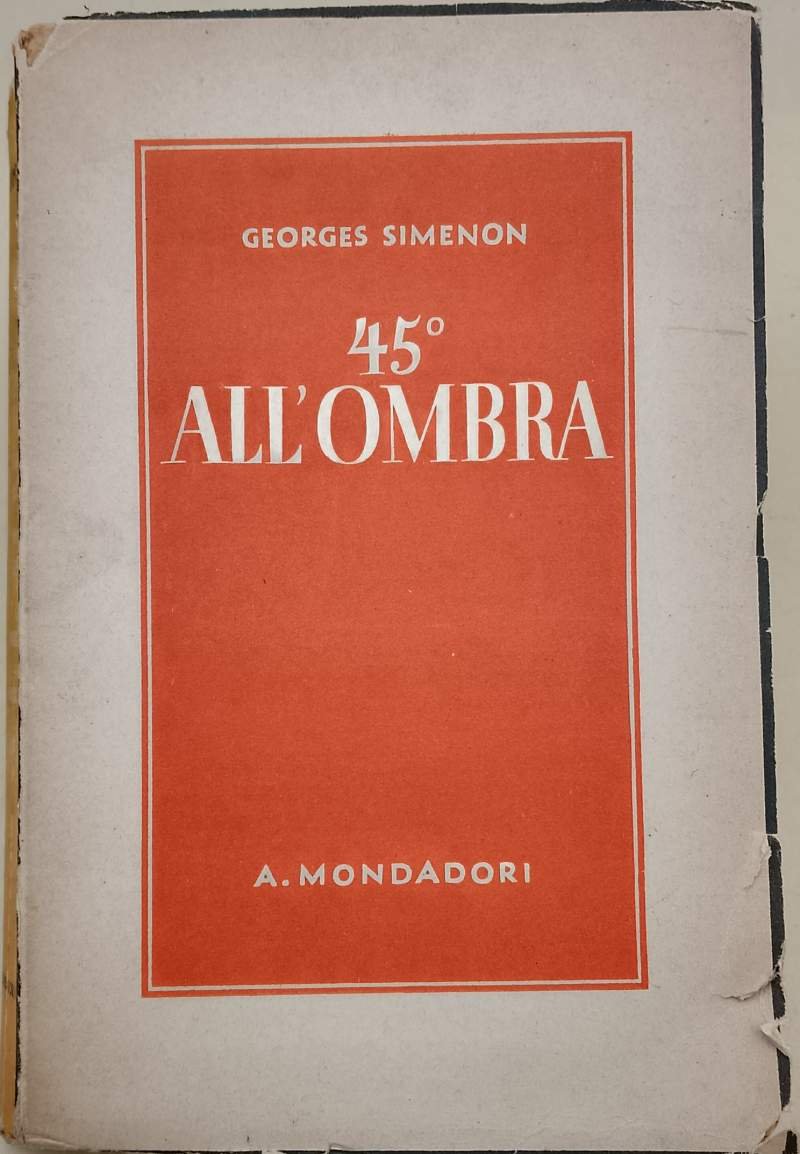 GEORGES SIMENON
45°
ALL'OMBRA
A. MONDADORI